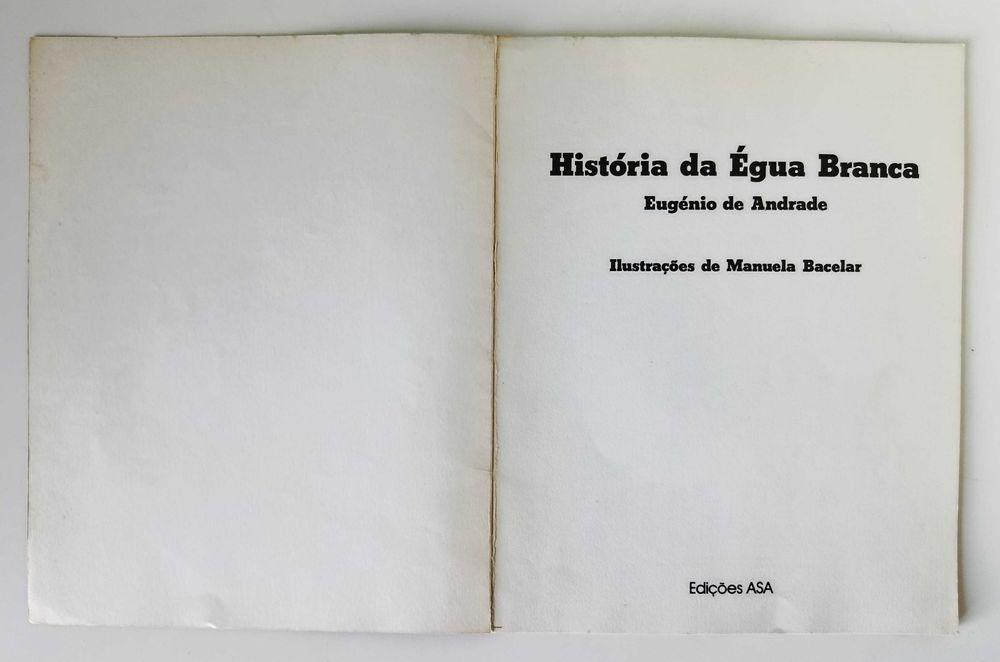 História da Égua Branca
Eugénio de Andrade
Ilustrações de Manuela Bacelar
Edições ASA